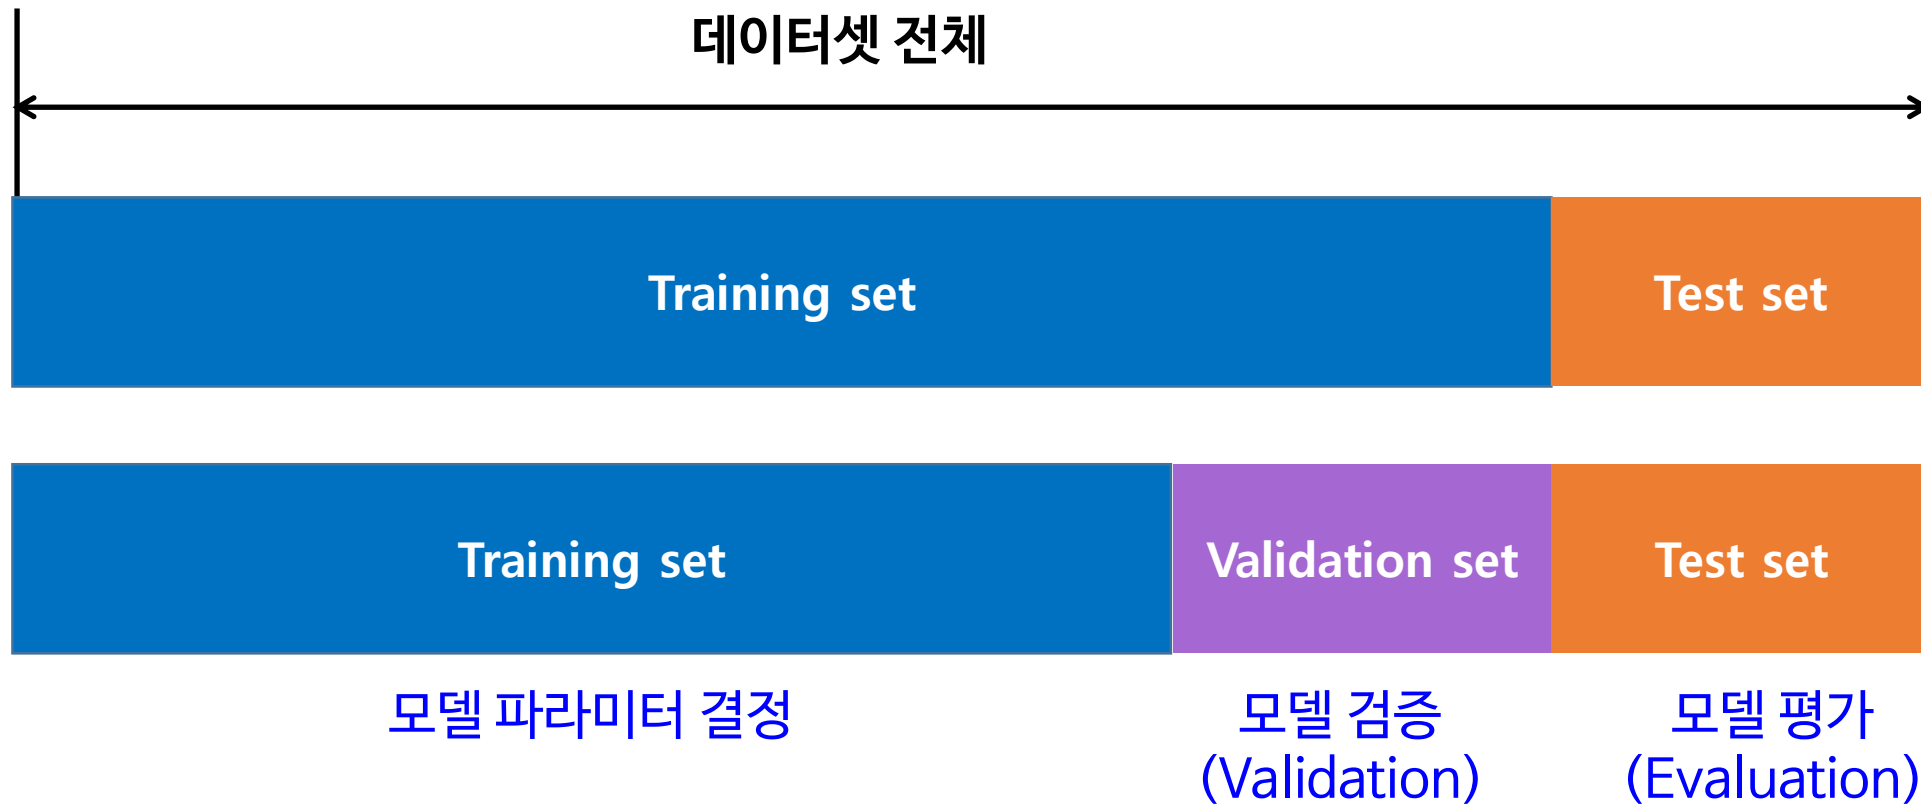 데이터셋 전체
Training set
Test set
Training set
Validation set
Test set
모델 파라미터 결정
모델 검증
(Validation)
모델 평가
(Evaluation)